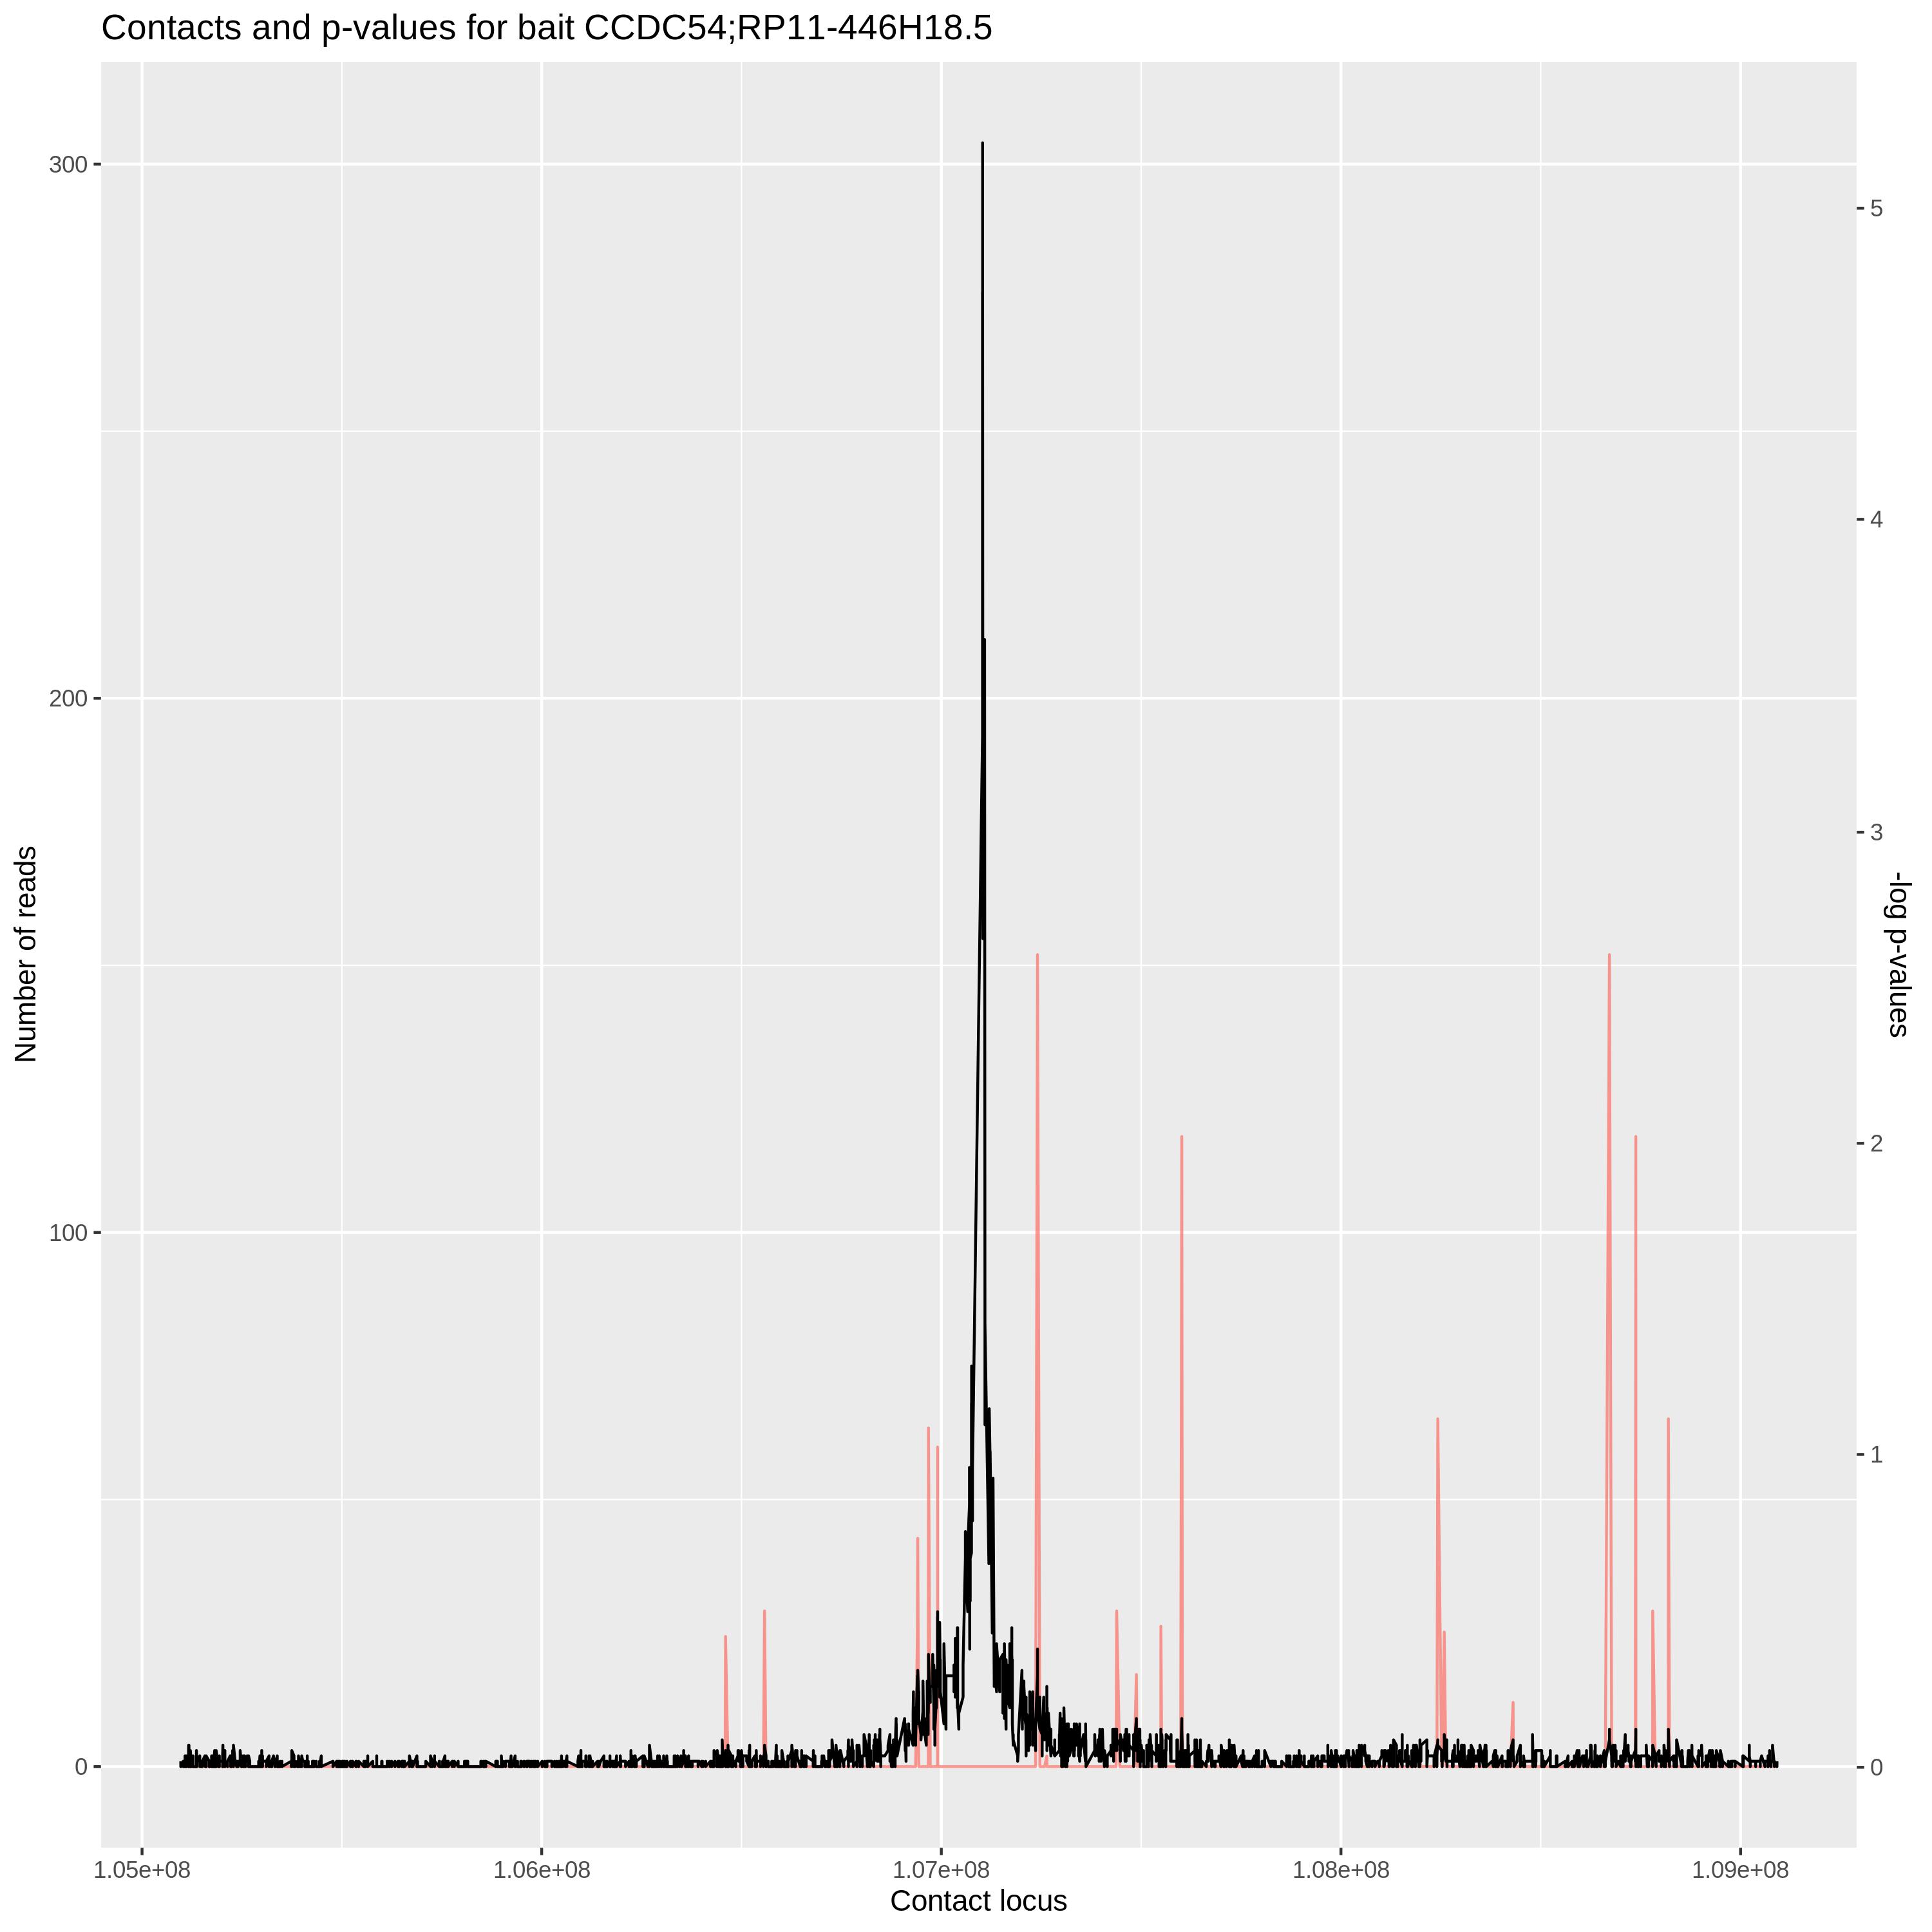 Contacts and p-values for bait CCDC54;RP11-446H18.5
300
200
100
0
Number of reads
5
4
3
2
1
0
-log p-values
1.05e+08 1.06e+08 1.07e+08 1.08e+08 1.09e+08
Contact locus